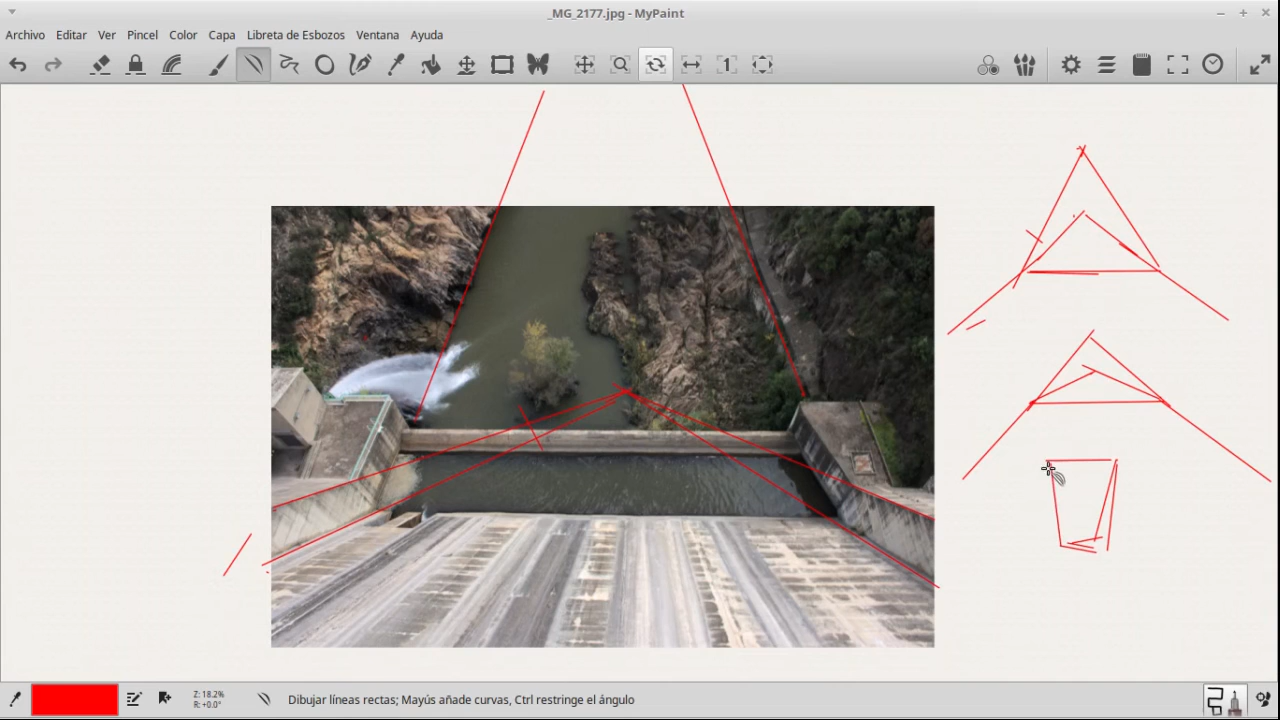 _MG_2177.jpg - MyPaint
Archivo Editar Ver Pincel Color Capa Libreta de Esbozos Ventana Ayuda
1
Z: 18.2%
R: +0.0°
Dibujar líneas rectas; Mayús añade curvas, Ctrl restringe el ángulo